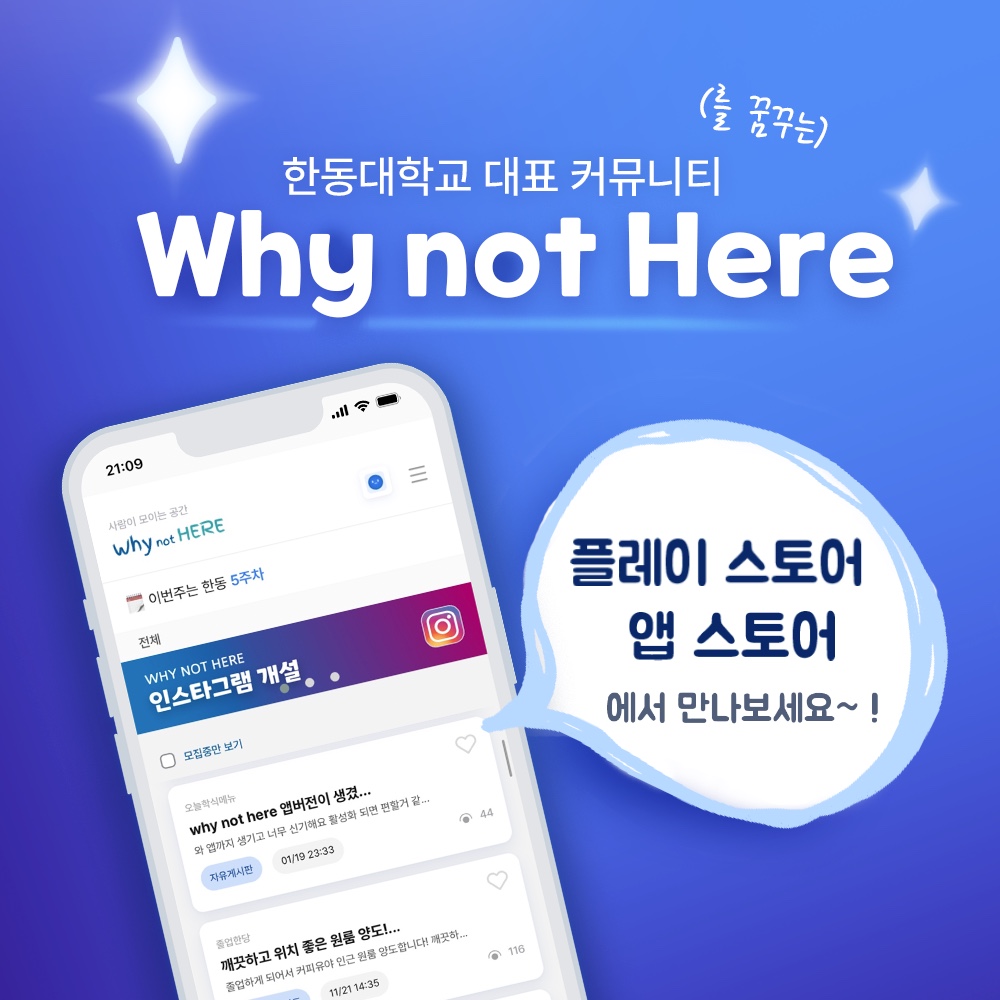 (를 꿈꾸는)
한동대학교 대표 커뮤니티
Why not Here
21:09
사랑이 모이는 공간
why not HERE
이번주는 한동 5주차
전체
WHY NOT HERE
인스타그램 개설
모집중만 보기
오늘학식메뉴
why not here 앱버전이 생겼...
와 앱까지 생기고 너무 신기해요 활성화 되면 편할거 같...
44
자유게시판 01/19 23:33
졸업한담
깨끗하고 위치 좋은 원룸 양도!...
졸업하게 되어서 커피유야 인근 원룸 양도합니다! 깨끗하...
116
11/21 14:35
플레이 스토어
앱 스토어
에서 만나보세요~ !